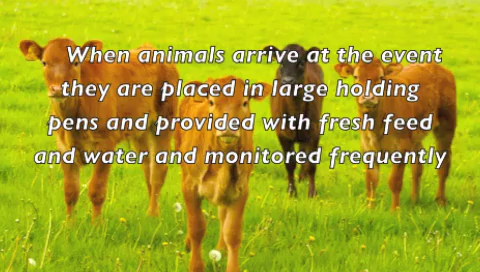 When animals arrive at the event
they are placed in large holding
pens and provided with fresh feed
and water and monitored frequently